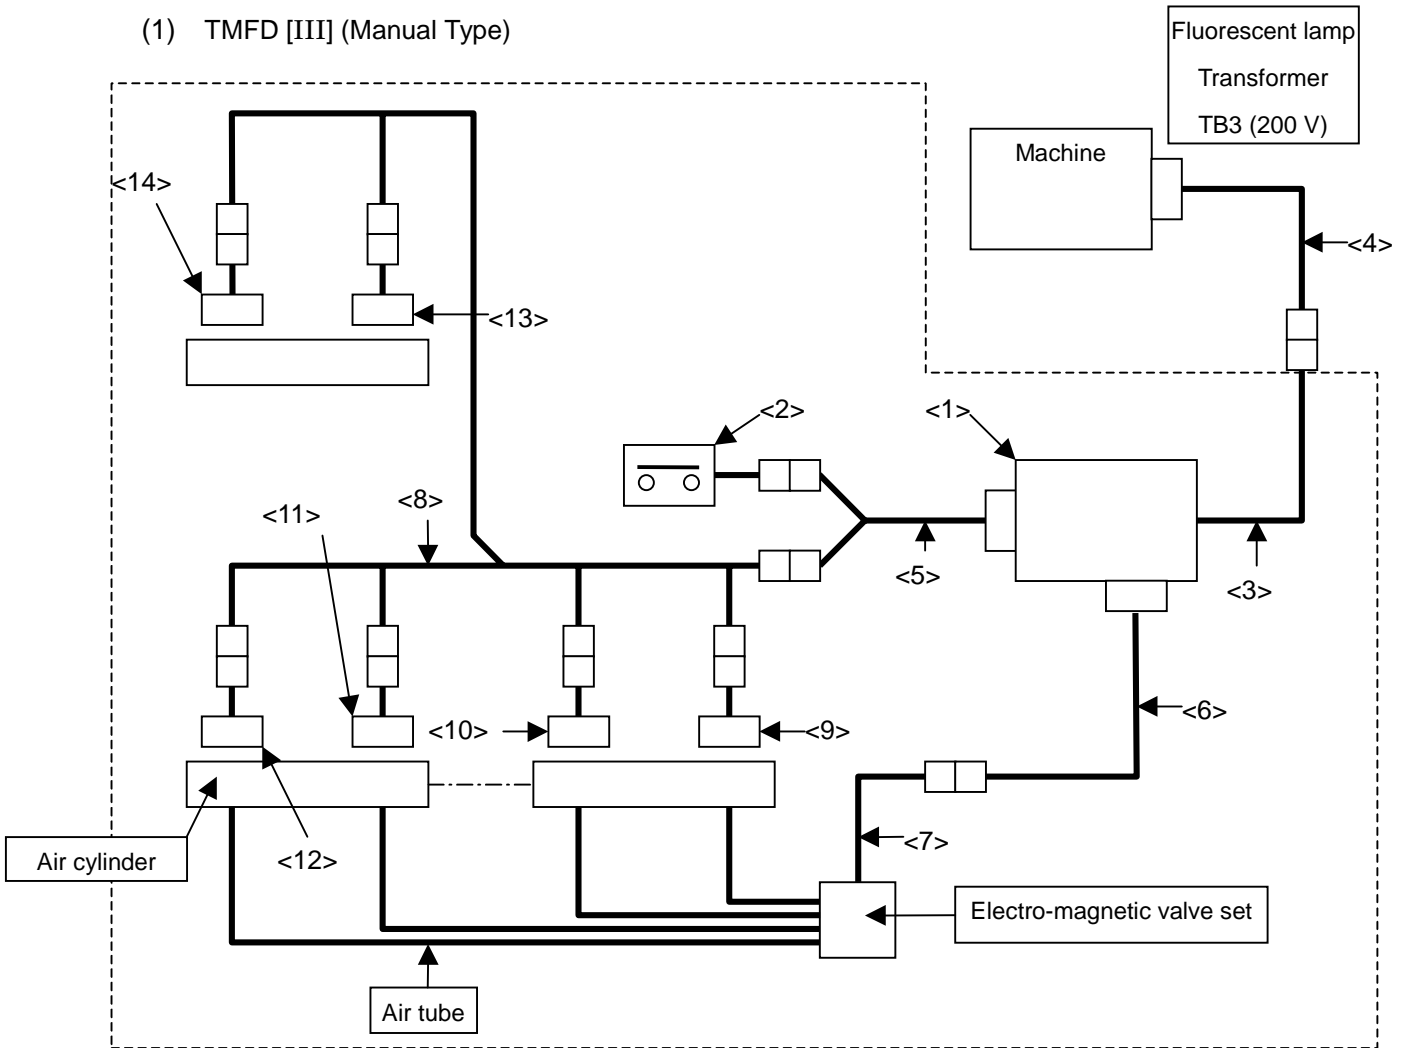 (1) TMFD [III] (Manual Type)
Fluorescent lamp
Transformer
TB3 (200 V)
Machine
<14>
<4>
<13>
<2>
<1>
<8>
<11>
<5>
<3>
<10>
<9>
<6>
<7>
Air cylinder
<12>
Electro-magnetic valve set
Air tube